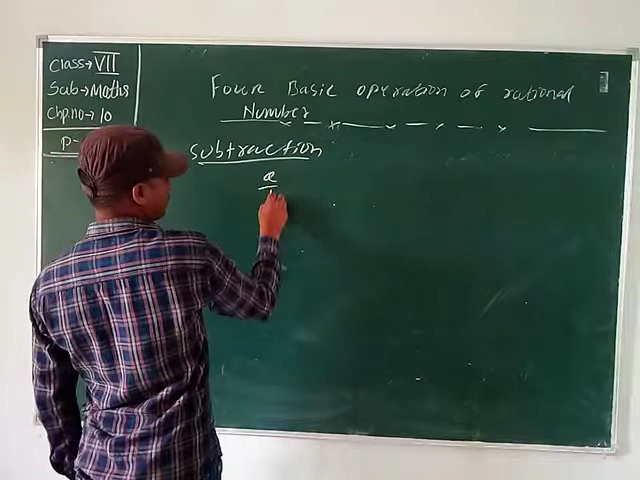 Class→VII
Sub→Maths
Chp.no→10
P-
Four Basic operation of rational
Number
Subtraction
a